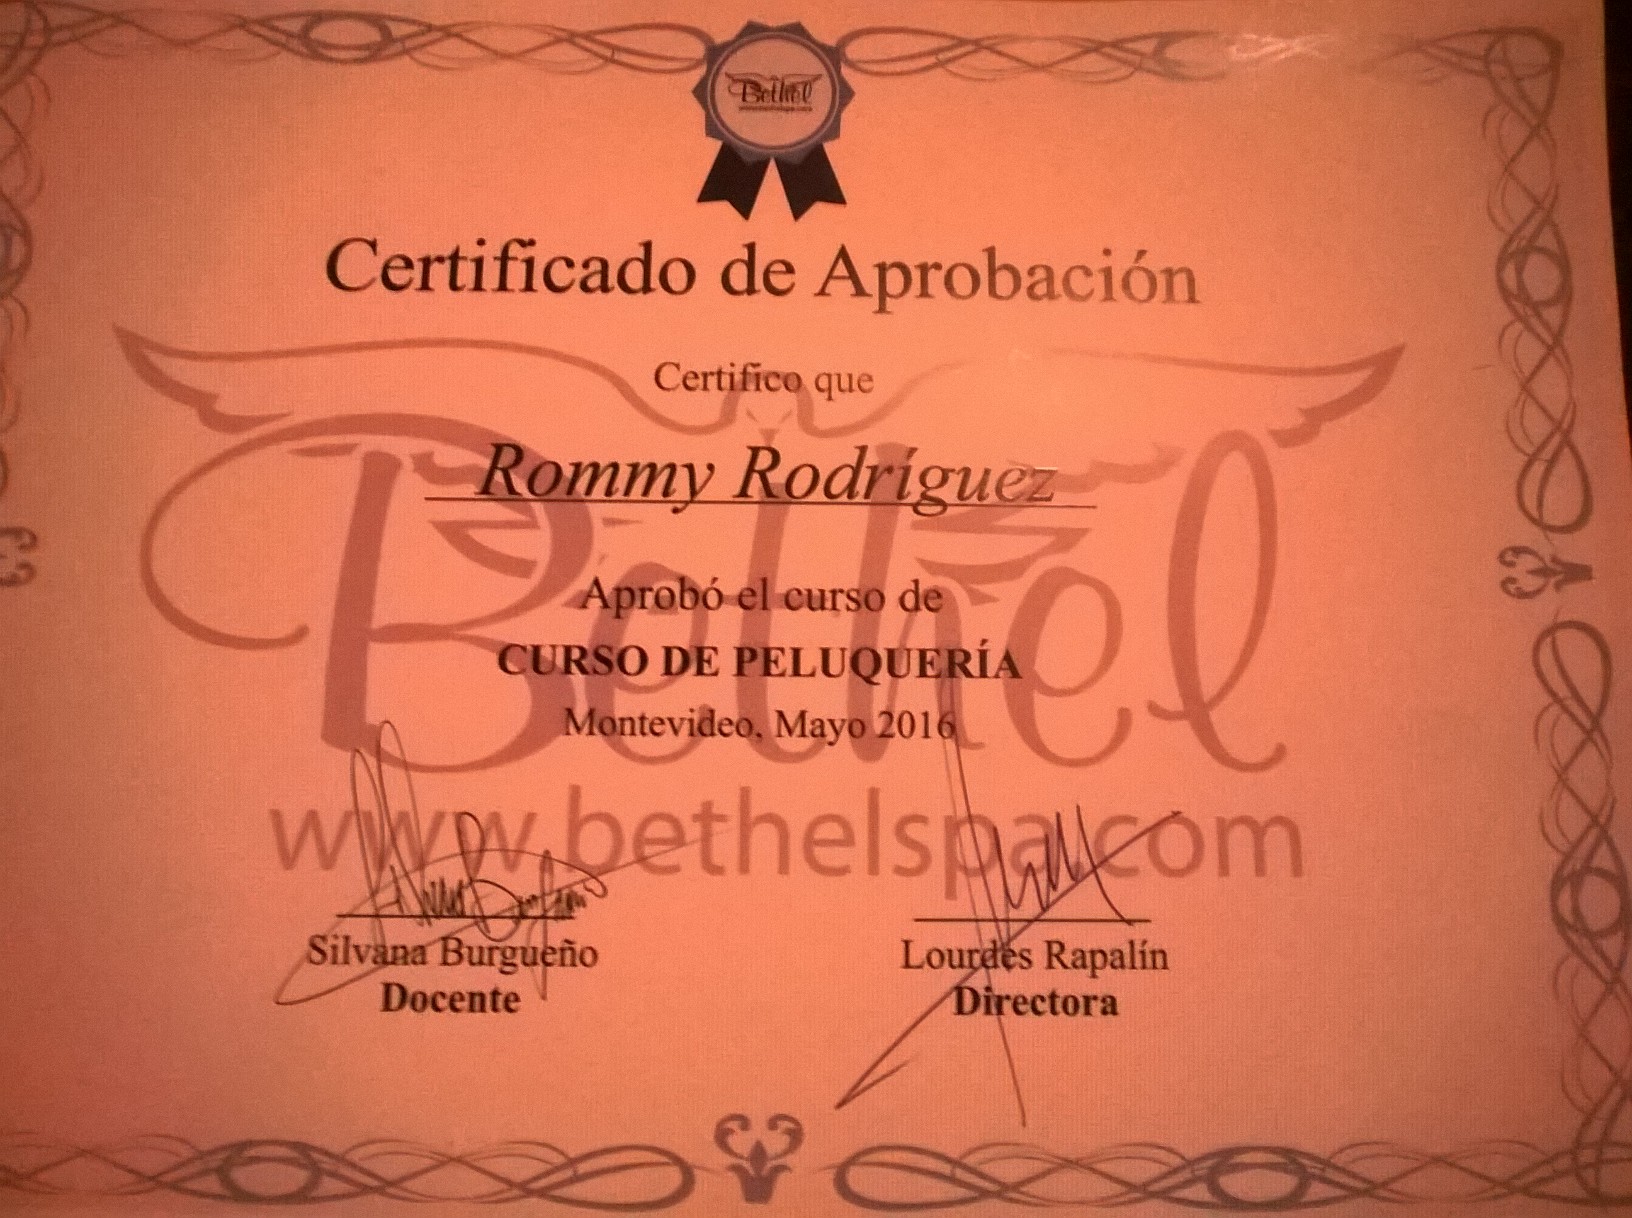 Bethel
Certificado de Aprobación
Certifico que
Rommy Rodríguez
Bethel
Aprobó el curso de
CURSO DE PELUQUERÍA
Montevideo, Mayo 2016
www.bethelspa.com
Silvana Burgueño
Docente
Lourdes Rapalín
Directora